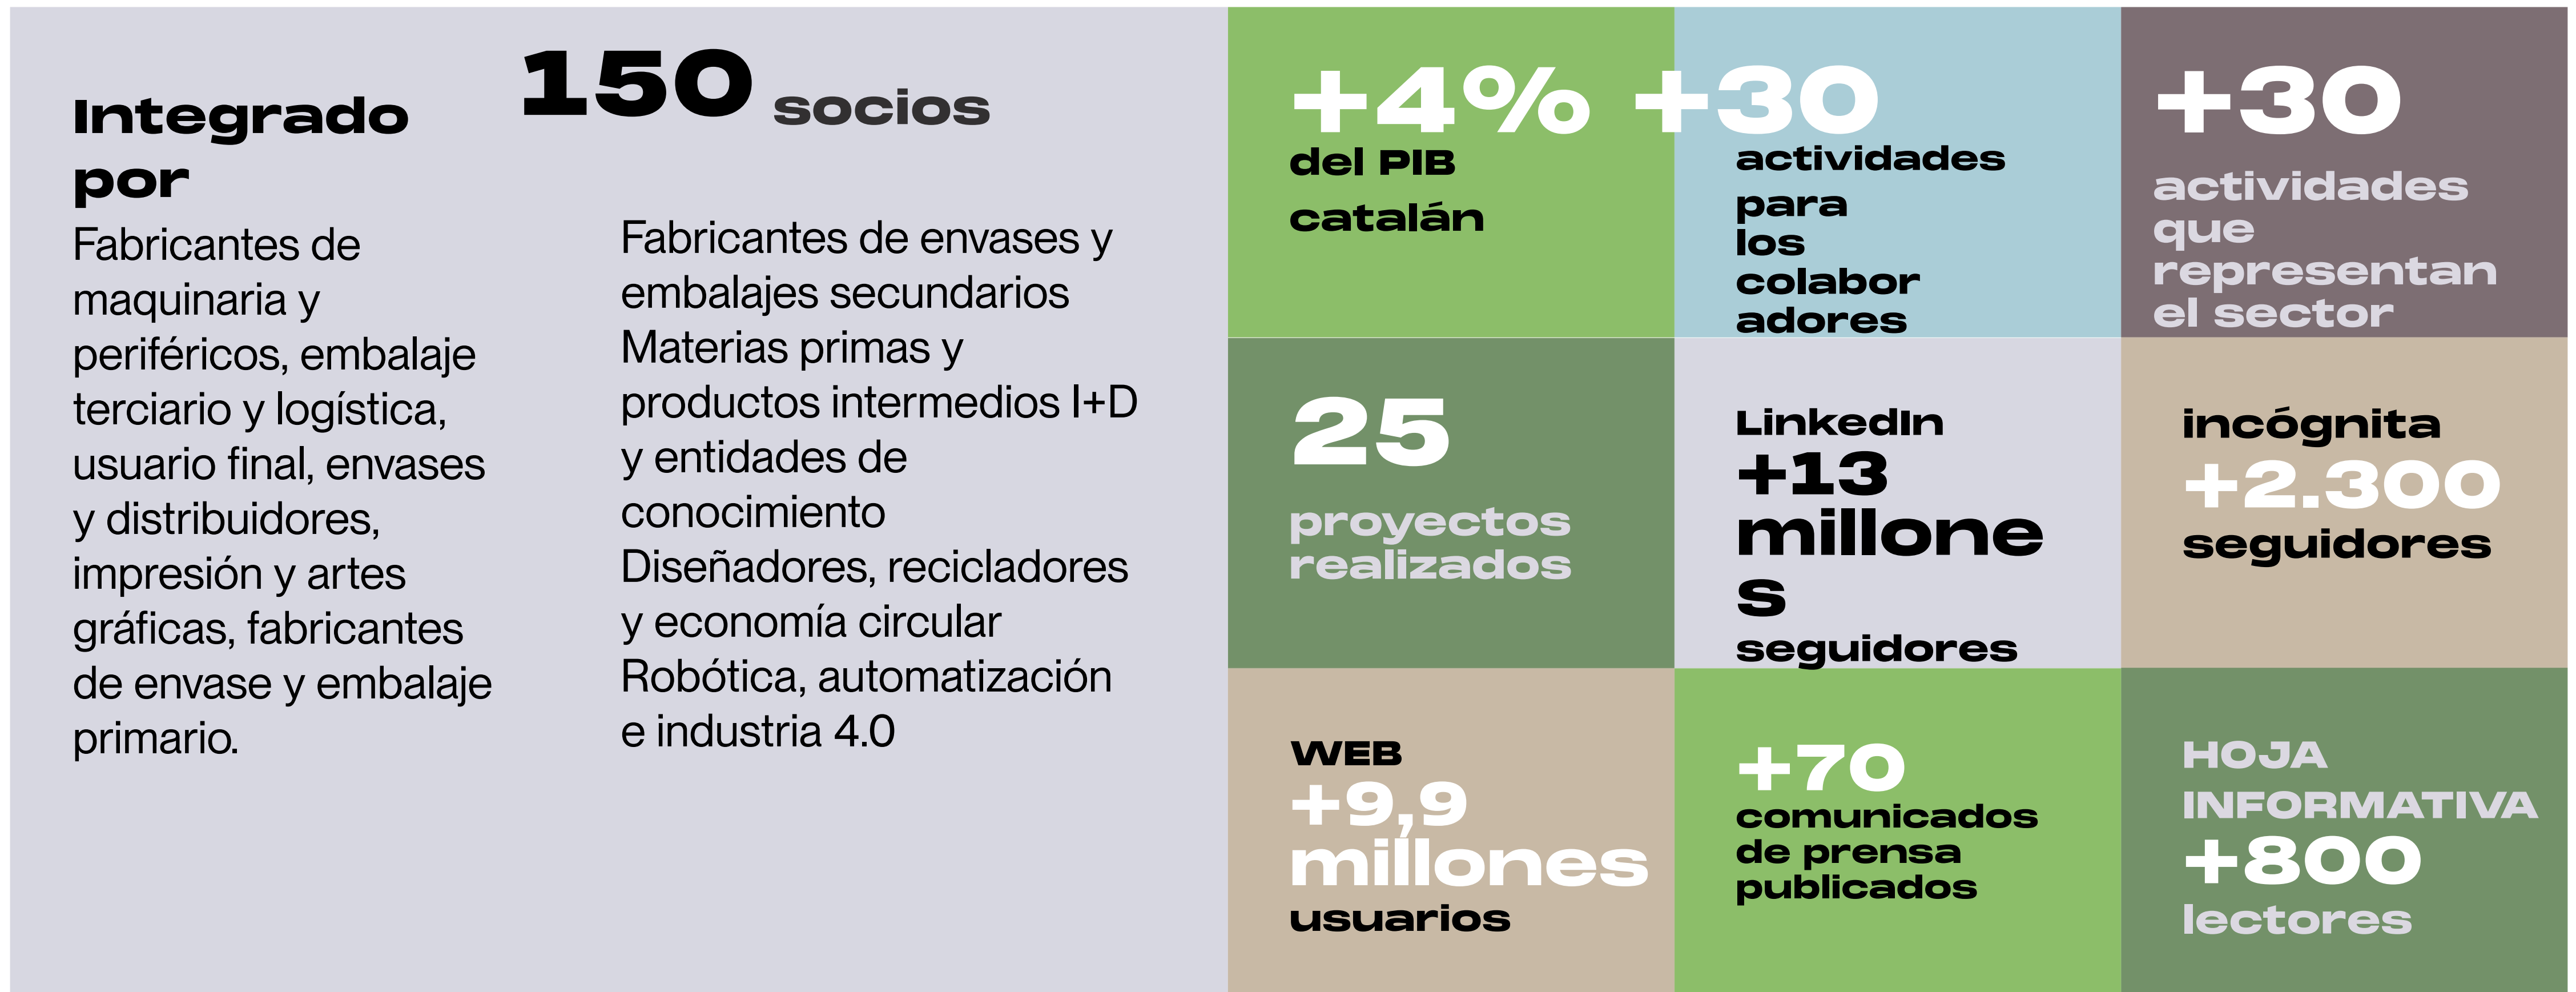 Integrado
por
150 socios
Fabricantes de
maquinaria y
periféricos, embalaje
terciario y logística,
usuario final, envases
y distribuidores,
impresión y artes
gráficas, fabricantes
de envase y embalaje
primario.
Fabricantes de envases y
embalajes secundarios
Materias primas y
productos intermedios I+D
y entidades de
conocimiento
Diseñadores, recicladores
y economía circular
Robótica, automatización
e industria 4.0
+4%
del PIB
catalán
+30
actividades
para
los
colabor
adores
+30
actividades
que
representan
el sector
25
proyectos
realizados
LinkedIn
+13
millone
s
seguidores
incógnita
+2.300
seguidores
WEB
+9,9
millones
usuarios
+70
comunicados
de prensa
publicados
HOJA
INFORMATIVA
+800
lectores